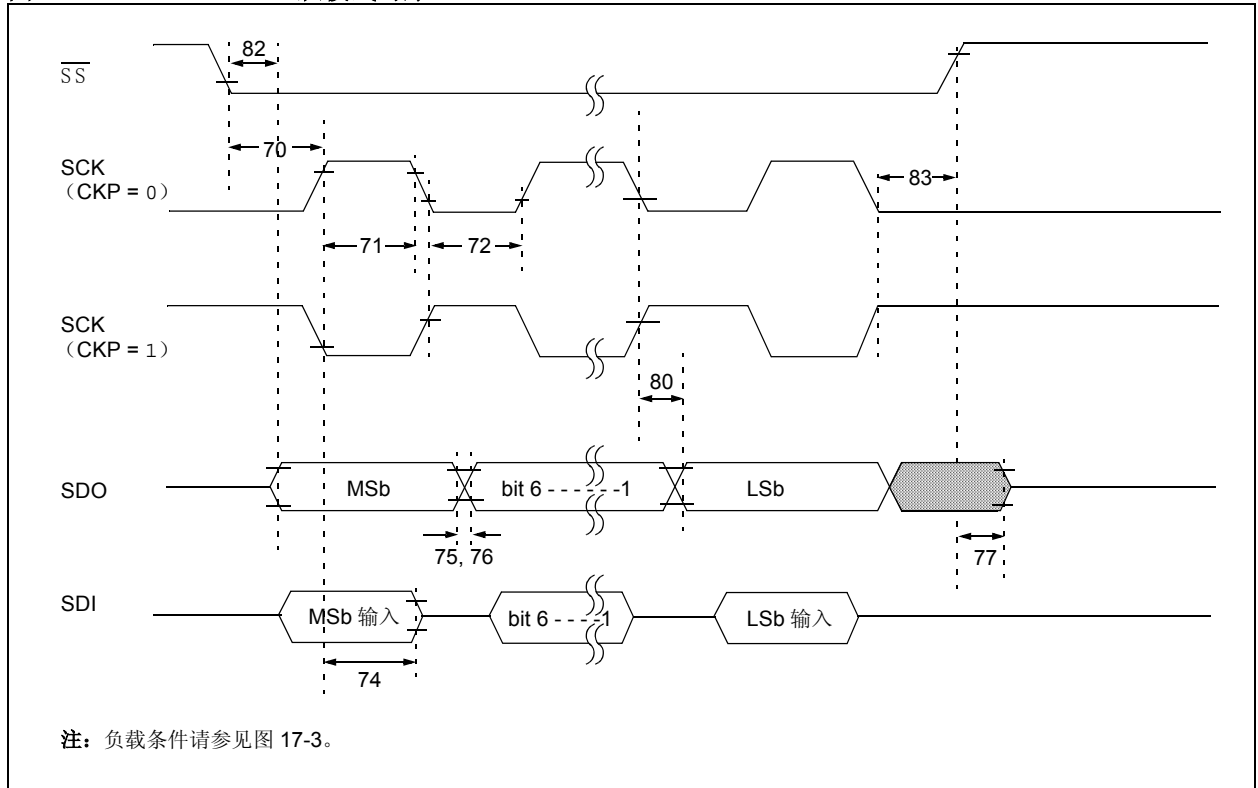 82
SS
70
SCK
（CKP = 0）
83
71
72
SCK
（CKP = 1）
80
SDO
MSb
bit 6 - - - - - -1
LSb
75, 76
77
SDI
MSb 输入
bit 6 - - - -1
LSb 输入
74
注：负载条件请参见图 17-3。